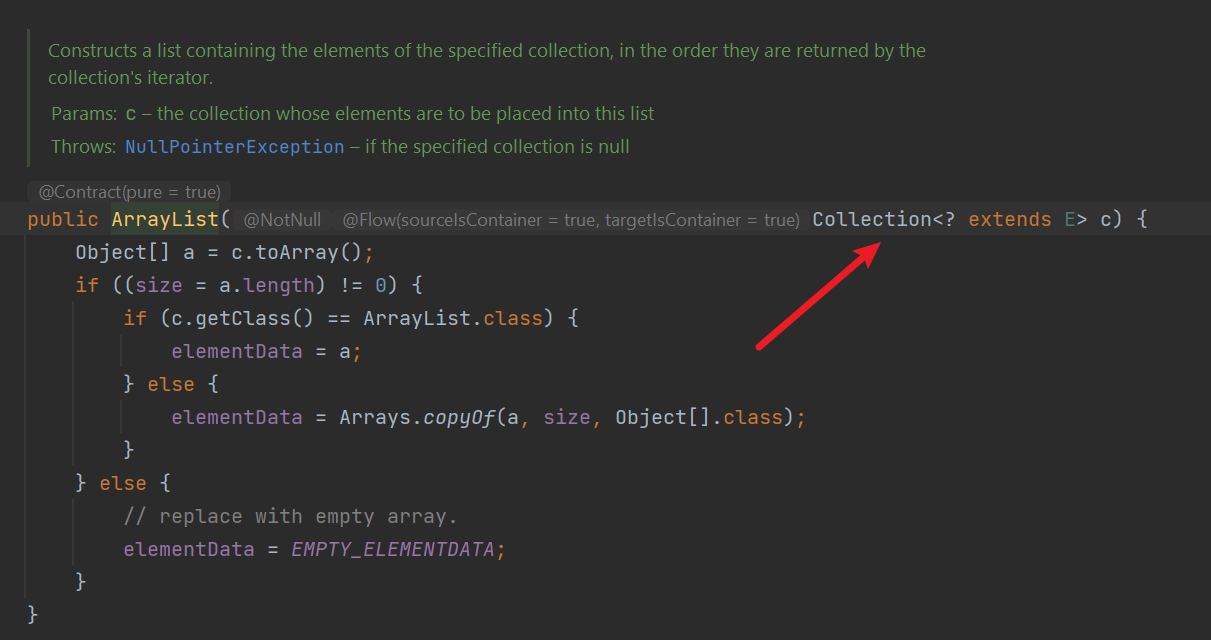 Constructs a list containing the elements of the specified collection, in the order they are returned by the
collection's iterator.
Params: c – the collection whose elements are to be placed into this list
Throws: NullPointerException – if the specified collection is null
@Contract(pure = true)
public ArrayList( @NotNull @Flow(sourceIsContainer = true, targetIsContainer = true) Collection<? extends E> c) {
    Object[] a = c.toArray();
    if ((size = a.length) != 0) {
        if (c.getClass() == ArrayList.class) {
            elementData = a;
        } else {
            elementData = Arrays.copyOf(a, size, Object[].class);
        }
    } else {
        // replace with empty array.
        elementData = EMPTY_ELEMENTDATA;
    }
}